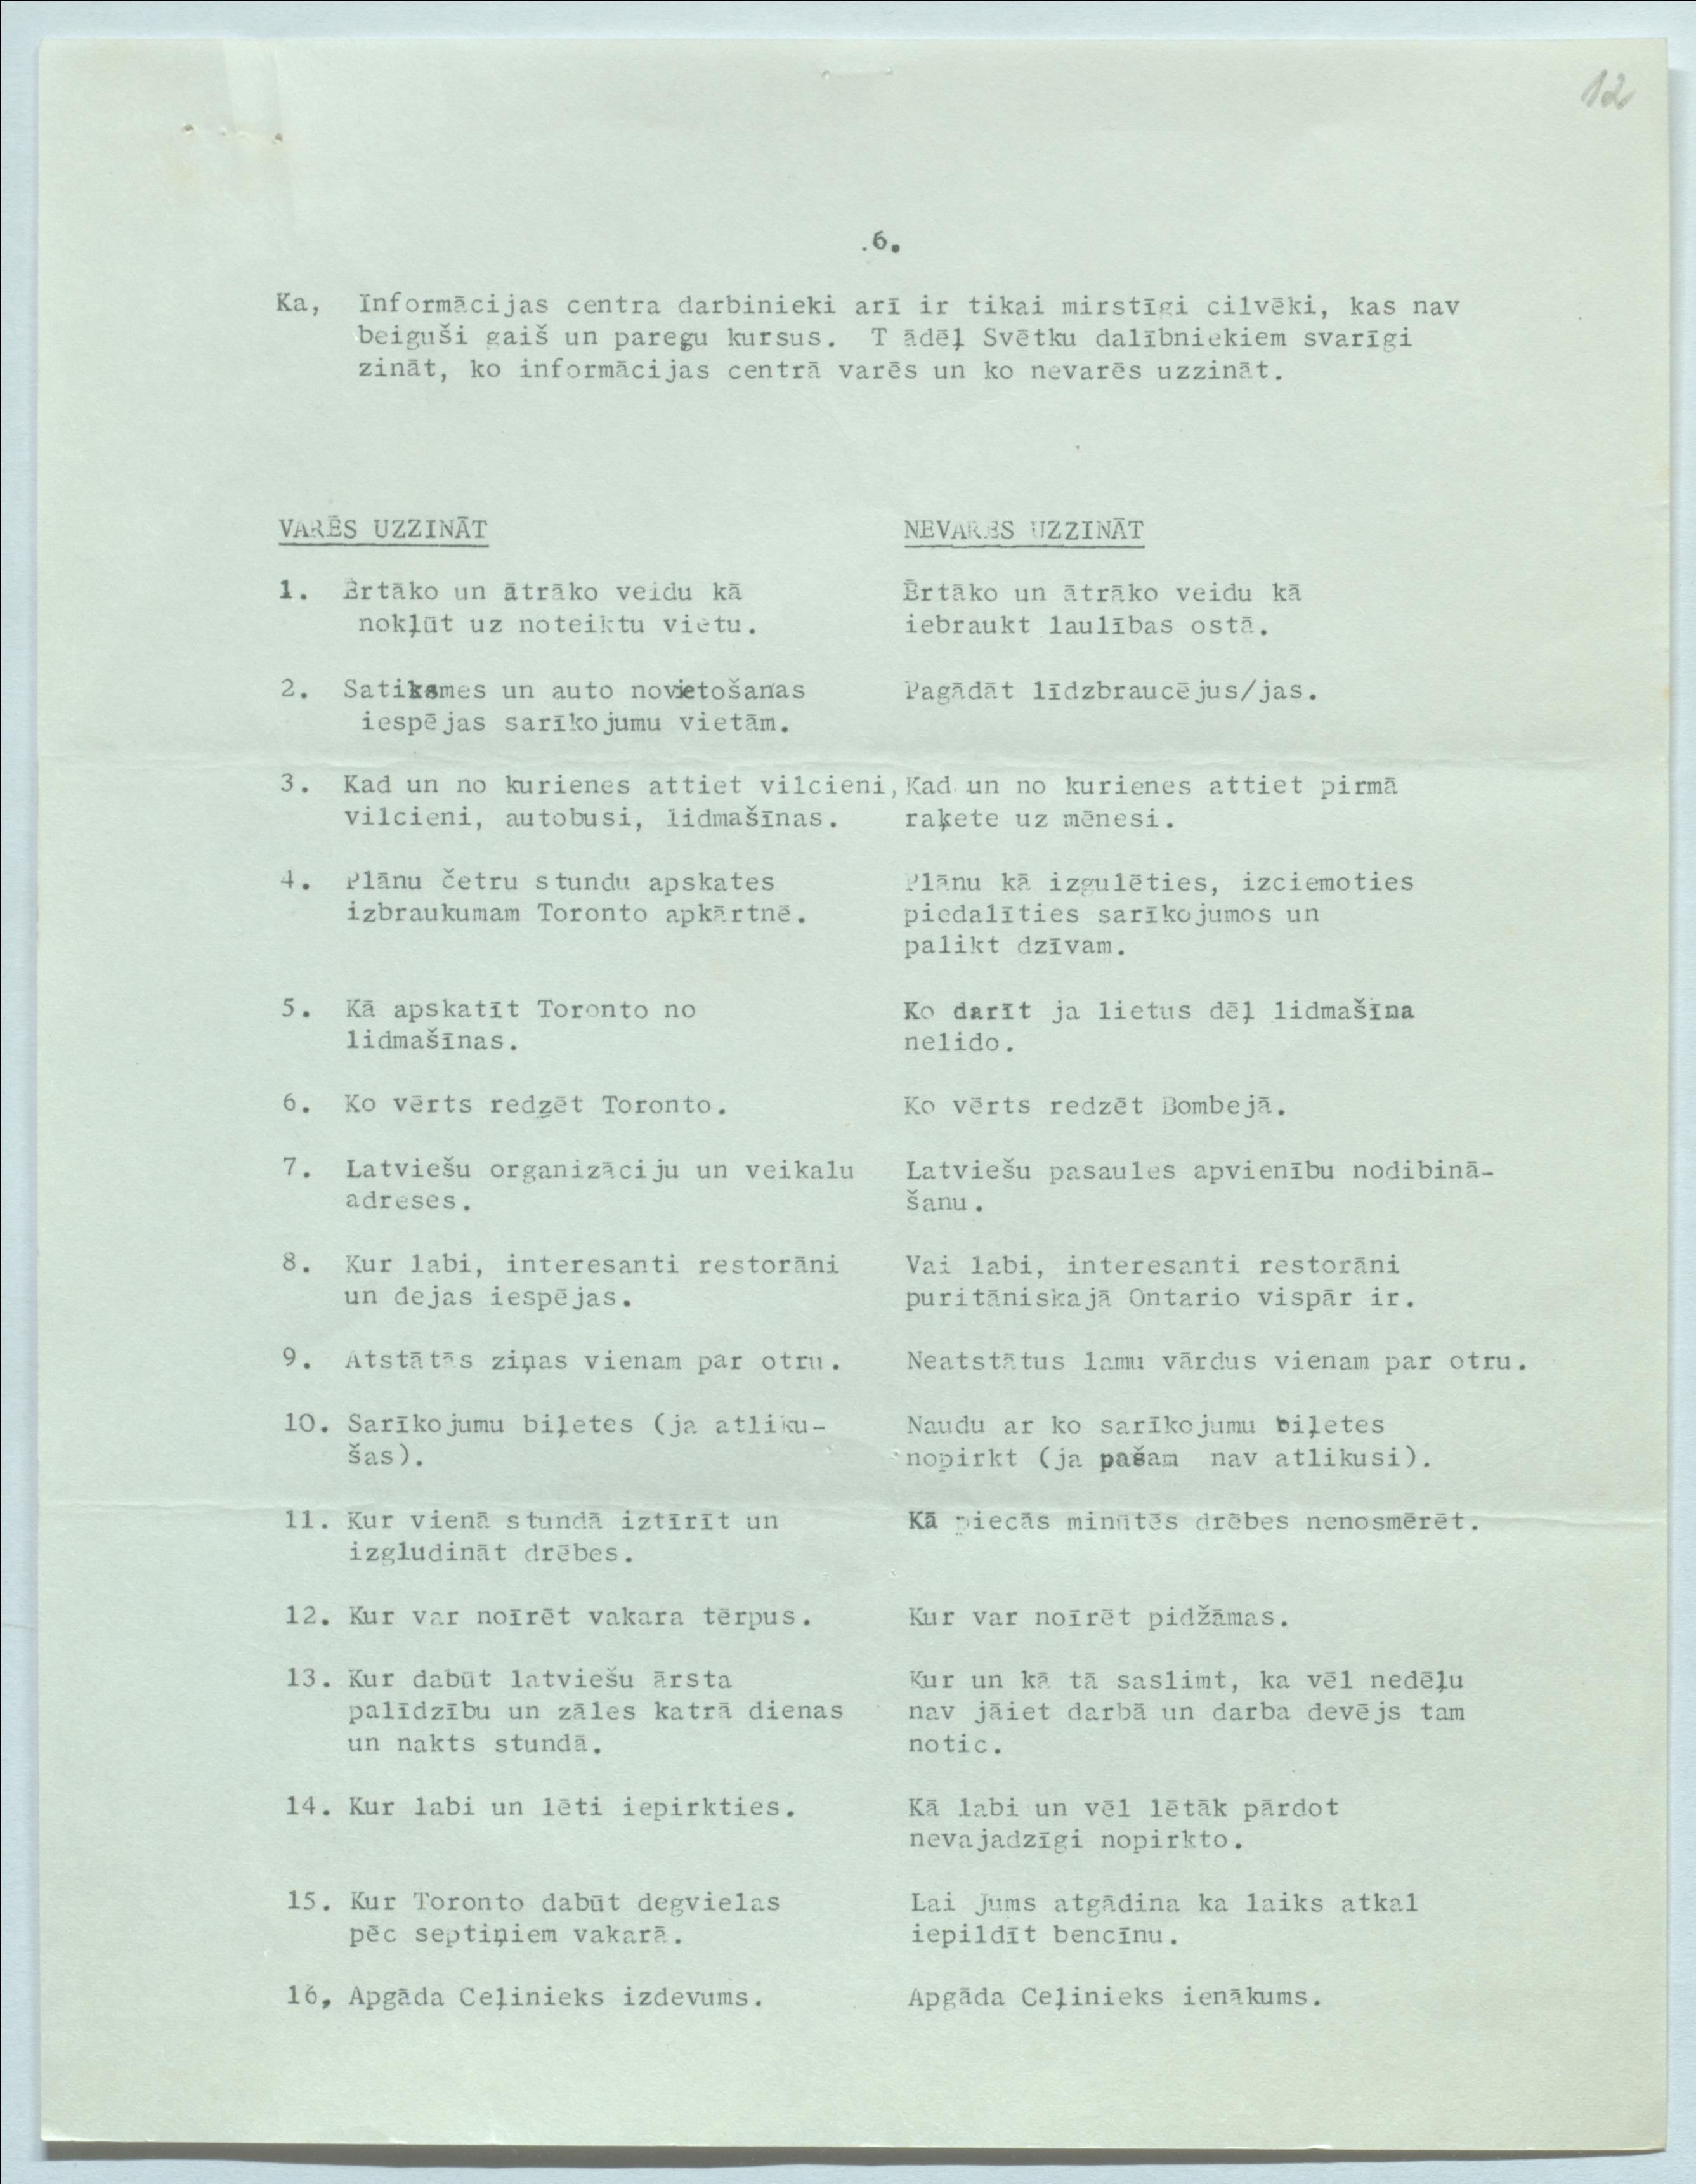 12
.6.
Ka, Informācijas centra darbinieki arī ir tikai mirstīgi cilvēki, kas nav
beiguši gaiš un paregu kursus. T ādēļ Svētku dalībniekiem svarīgi
zināt, ko informācijas centrā varēs un ko nevarēs uzzināt.
VARĒS UZZINĀT
1. Ērtāko un ātrāko veidu kā
nokļūt uz noteiktu vietu.
2. Satiksmes un auto novietošanas
iespējas sarīkojumu vietām.
3. Kad un no kurienes attiet vilcieni,
vilcieni, autobusi, lidmašīnas.
4. Plānu četru stundu apskates
izbraukumam Toronto apkārtnē.
5. Kā apskatīt Toronto no
lidmašīnas.
6. Ko vērts redzēt Toronto.
7. Latviešu organizāciju un veikalu
adreses.
8. Kur labi, interesanti restorāni
un dejas iespējas.
9. Atstātās ziņas vienam par otru.
10. Sarīkojumu biļetes (ja atliku-
šas).
11. Kur vienā stundā iztīrīt un
izgludināt drēbes.
12. Kur var noīrēt vakara tērpus.
13. Kur dabūt latviešu ārsta
palīdzību un zāles katrā dienas
un nakts stundā.
14. Kur labi un lēti iepirkties.
15. Kur Toronto dabūt degvielas
pēc septiņiem vakarā.
16, Apgāda Ceļinieks izdevums.
NEVARĒS UZZINĀT
Ērtāko un ātrāko veidu kā
iebraukt laulības ostā.
Pagādāt līdzbraucējus/jas.
Kad un no kurienes attiet pirmā
raķete uz mēnesi.
Plānu kā izgulēties, izciemoties
piedalīties sarīkojumos un
palikt dzīvam.
Ko darīt ja lietus dēļ lidmašīna
nelido.
Ko vērts redzēt Bombejā.
Latviešu pasaules apvienību nodibinā-
šanu.
Vai labi, interesanti restorāni
puritāniskajā Ontario vispār ir.
Neatstātus lamu vārdus vienam par otru.
Naudu ar ko sarīkojumu biļetes
nopirkt (ja pašam nav atlikusi).
Kā piecās minūtēs drēbes nenosmērēt.
Kur var noīrēt pidžāmas.
Kur un kā tā saslimt, ka vēl nedēļu
nav jāiet darbā un darba devējs tam
notic.
Kā labi un vēl lētāk pārdot
nevajadzīgi nopirkto.
Lai Jums atgādina ka laiks atkal
iepildīt bencīnu.
Apgāda Ceļinieks ienākums.